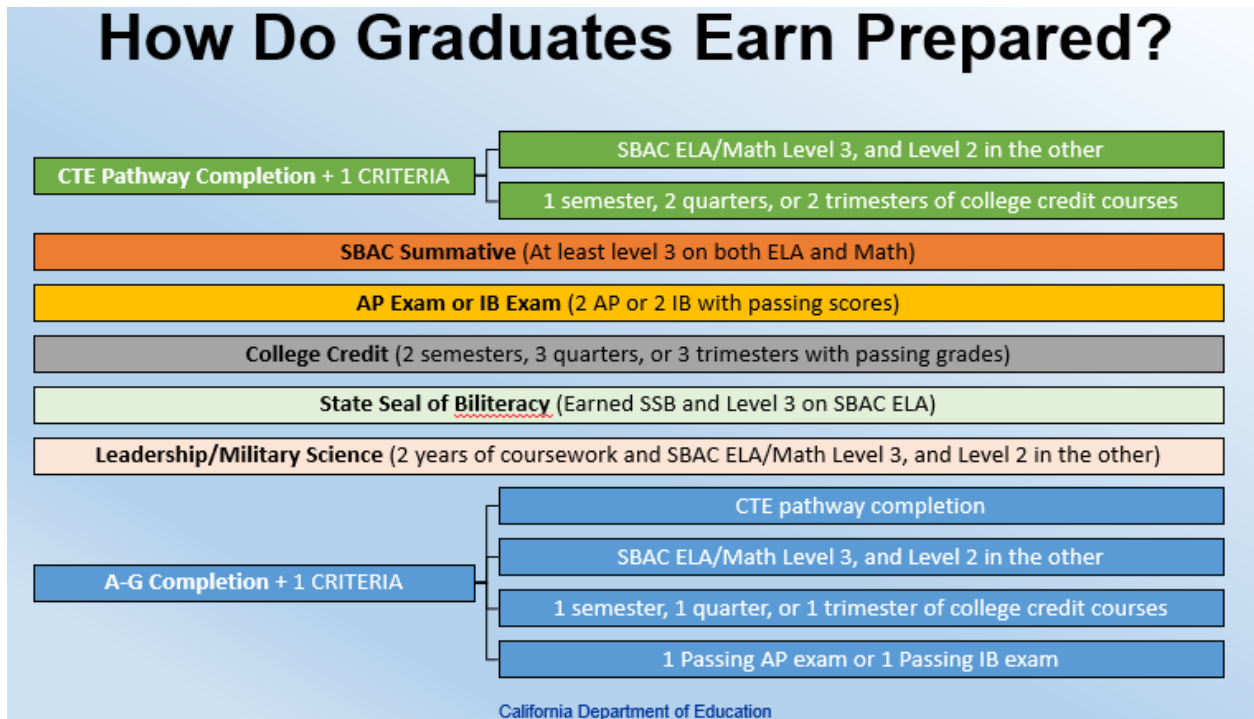 How Do Graduates Earn Prepared?
CTE Pathway Completion + 1 CRITERIA
SBAC ELA/Math Level 3, and Level 2 in the other
1 semester, 2 quarters, or 2 trimesters of college credit courses
SBAC Summative (At least level 3 on both ELA and Math)
AP Exam or IB Exam (2 AP or 2 IB with passing scores)
College Credit (2 semesters, 3 quarters, or 3 trimesters with passing grades)
State Seal of Biliteracy (Earned SSB and Level 3 on SBAC ELA)
Leadership/Military Science (2 years of coursework and SBAC ELA/Math Level 3, and Level 2 in the other)
A-G Completion + 1 CRITERIA
CTE pathway completion
SBAC ELA/Math Level 3, and Level 2 in the other
1 semester, 1 quarter, or 1 trimester of college credit courses
1 Passing AP exam or 1 Passing IB exam
California Department of Education